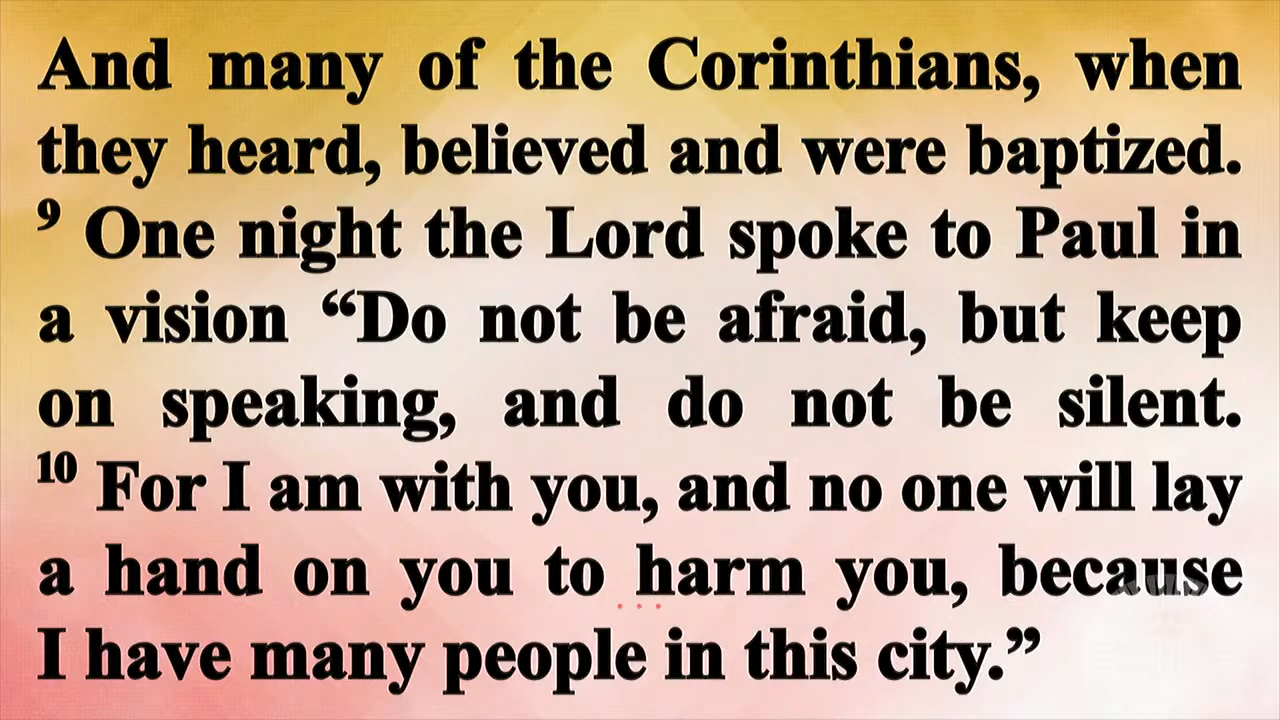 And many of the Corinthians, when
they heard, believed and were baptized.
⁹ One night the Lord spoke to Paul in
a vision “Do not be afraid, but keep
on speaking, and do not be silent.
¹⁰ For I am with you, and no one will lay
a hand on you to harm you, because
I have many people in this city.”